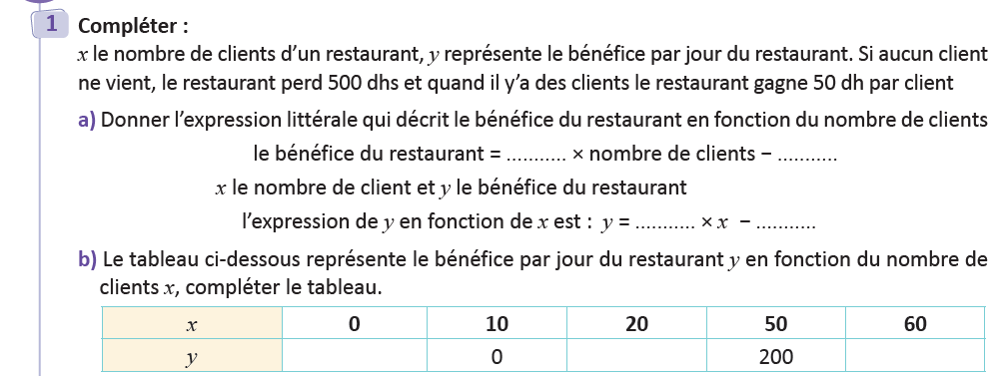 1 Compléter :
x le nombre de clients d’un restaurant, y représente le bénéfice par jour du restaurant. Si aucun client
ne vient, le restaurant perd 500 dhs et quand il y’a des clients le restaurant gagne 50 dh par client
a) Donner l’expression littérale qui décrit le bénéfice du restaurant en fonction du nombre de clients
le bénéfice du restaurant = ........... × nombre de clients − ...........
x le nombre de client et y le bénéfice du restaurant
l’expression de y en fonction de x est : y = ........... × x − ...........
b) Le tableau ci-dessous représente le bénéfice par jour du restaurant y en fonction du nombre de
clients x, compléter le tableau.
x 0 10 20 50 60
y 0 200